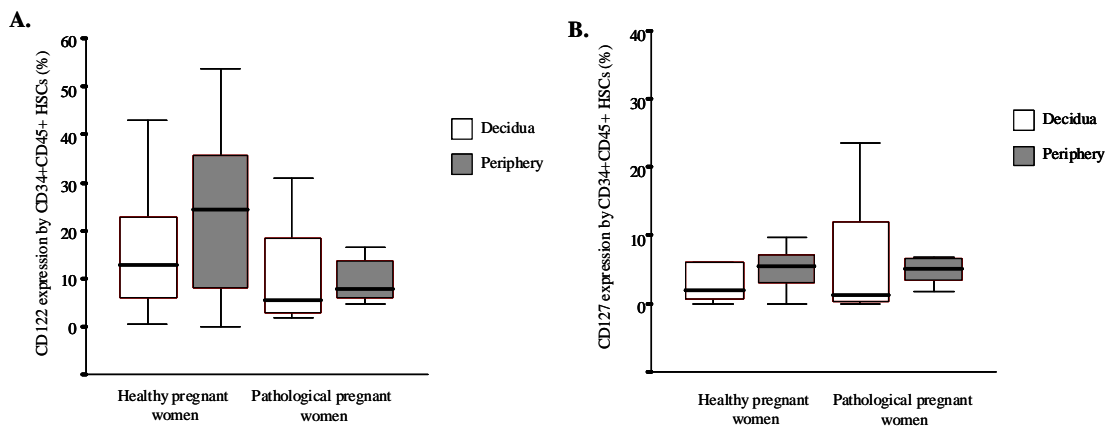 A.
CD122 expression by CD34+CD45+ HSCs (%)
60
50
40
30
20
10
0
Decidua
Periphery
Healthy pregnant
women
Pathological pregnant
women
B.
CD127 expression by CD34+CD45+ HSCs (%)
40
30
20
10
0
Decidua
Periphery
Healthy pregnant
women
Pathological pregnant
women